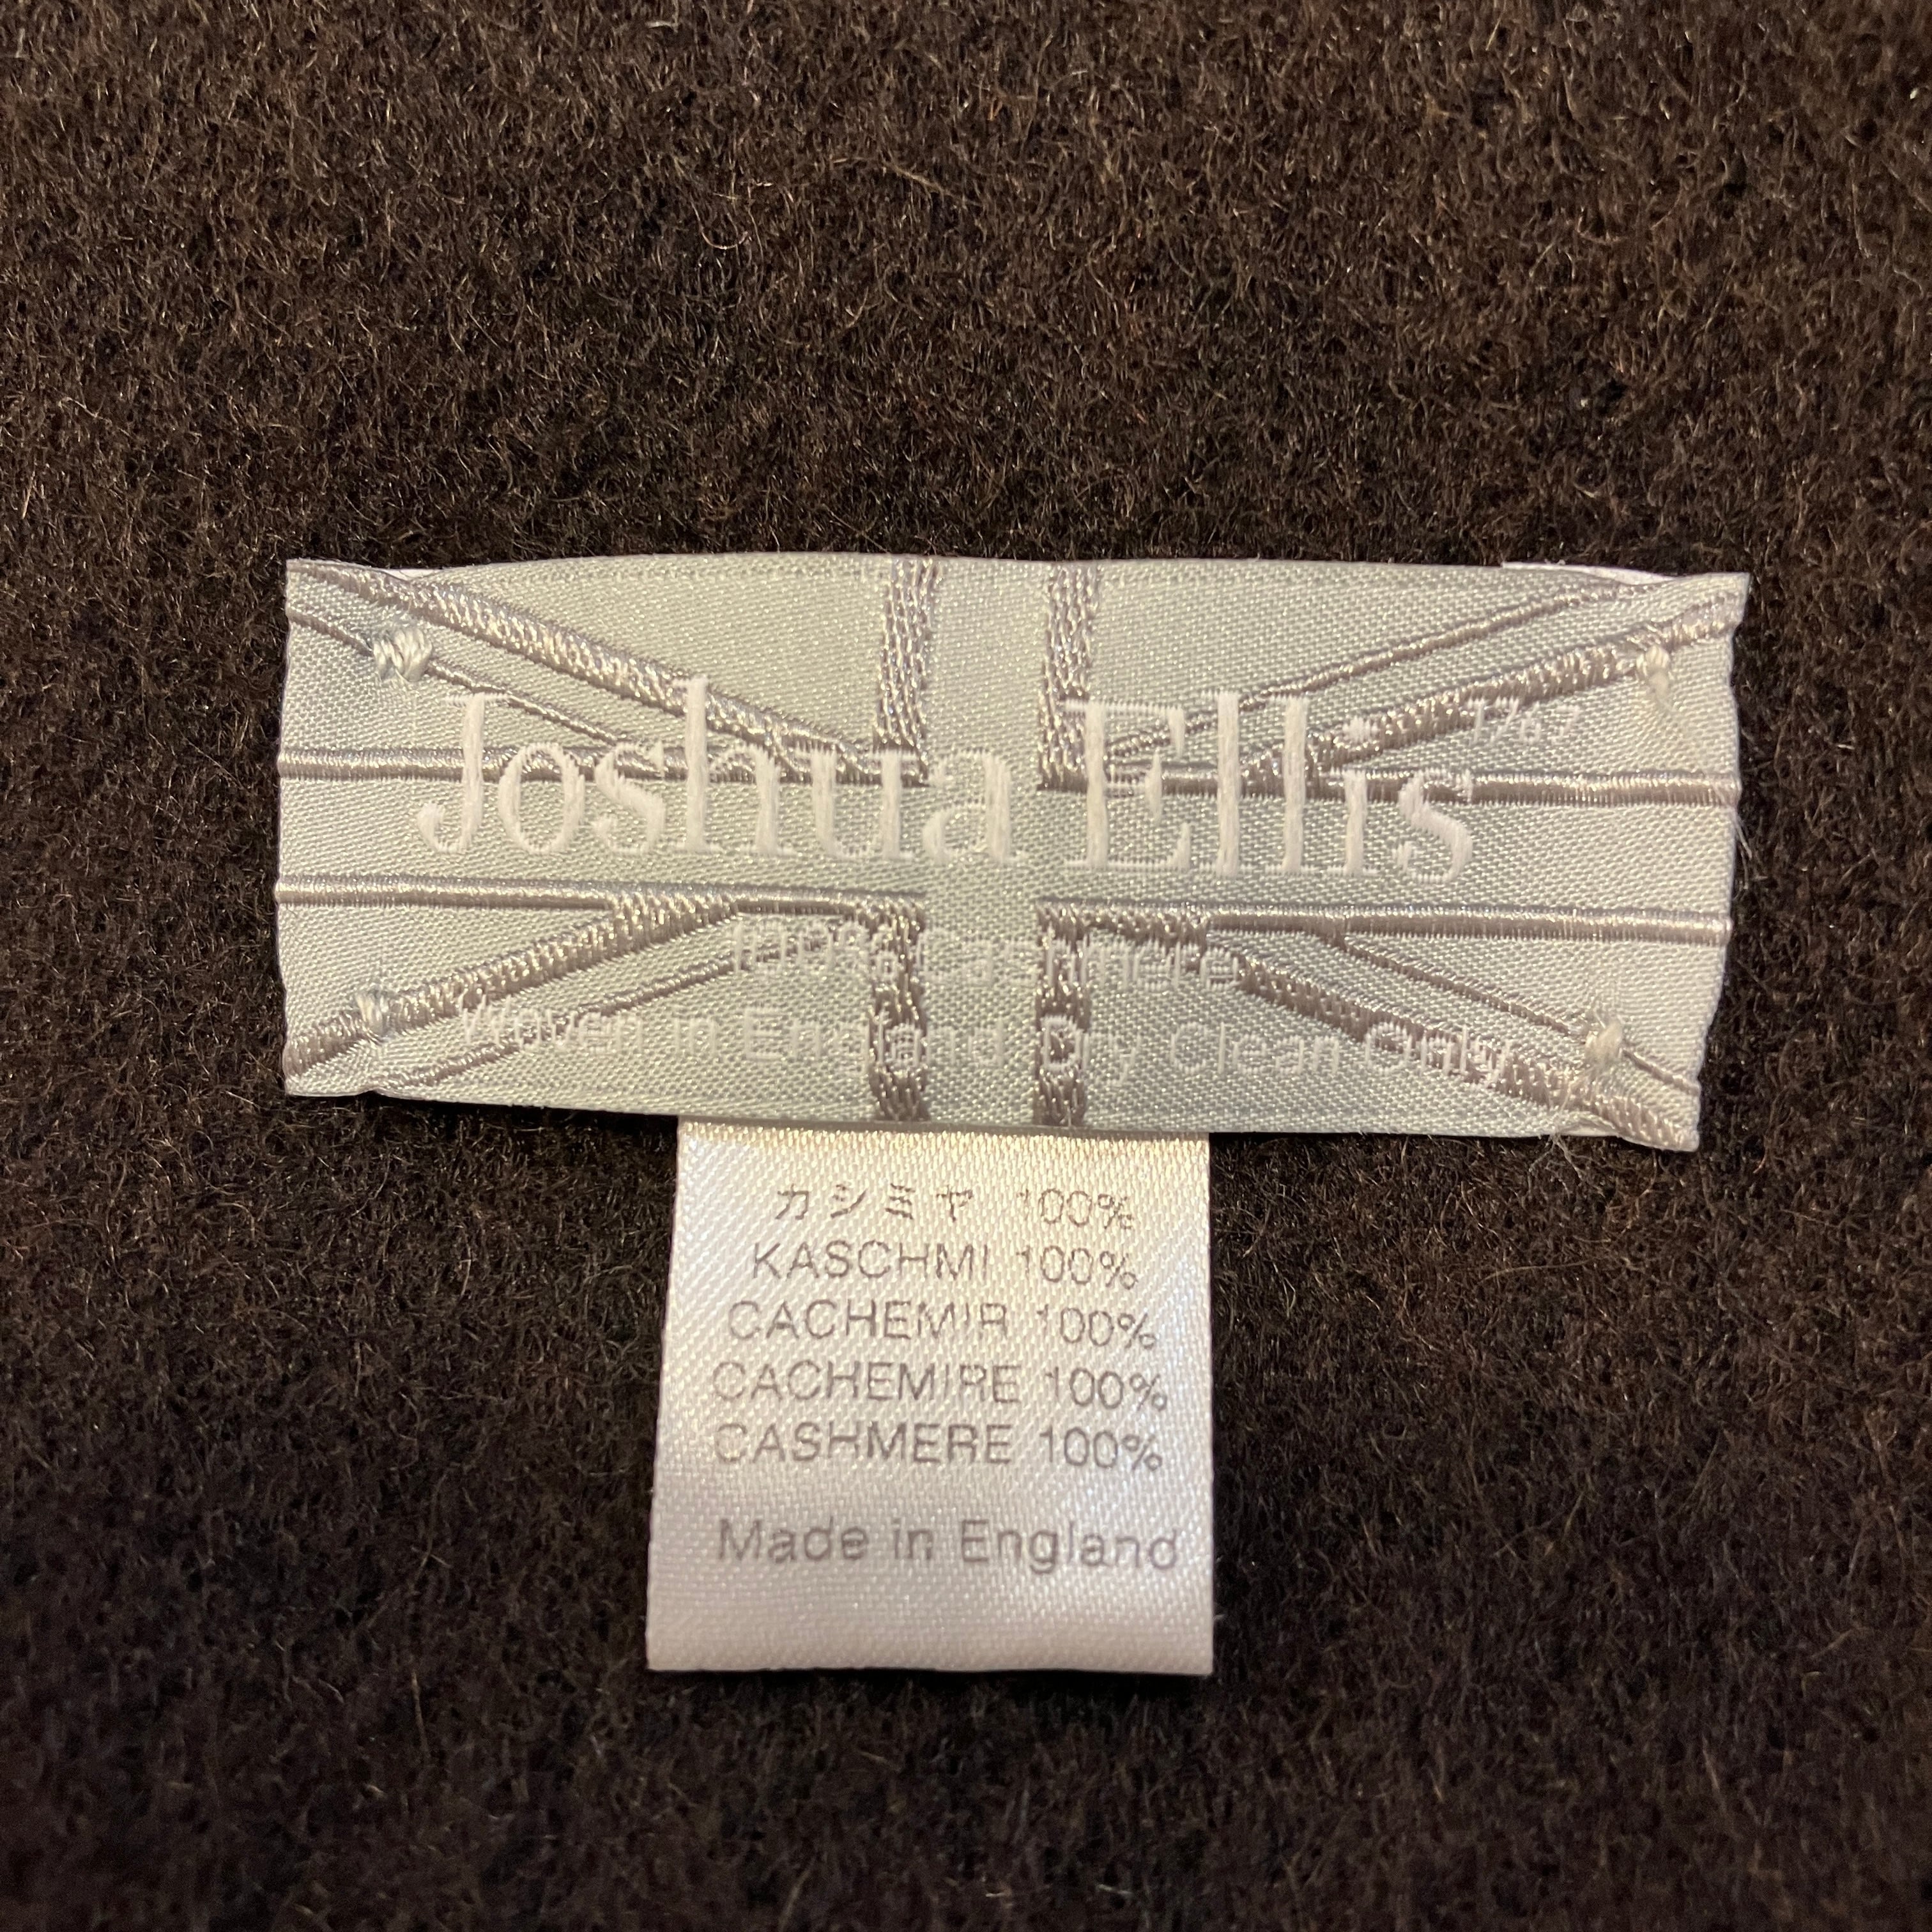 Joshua Ellis 1767
100% Cashmere
Woven in England Dry Clean Only
カシミヤ 100%
KASCHMI 100%
CACHEMIR 100%
CACHEMIRE 100%
CASHMERE 100%
Made in England